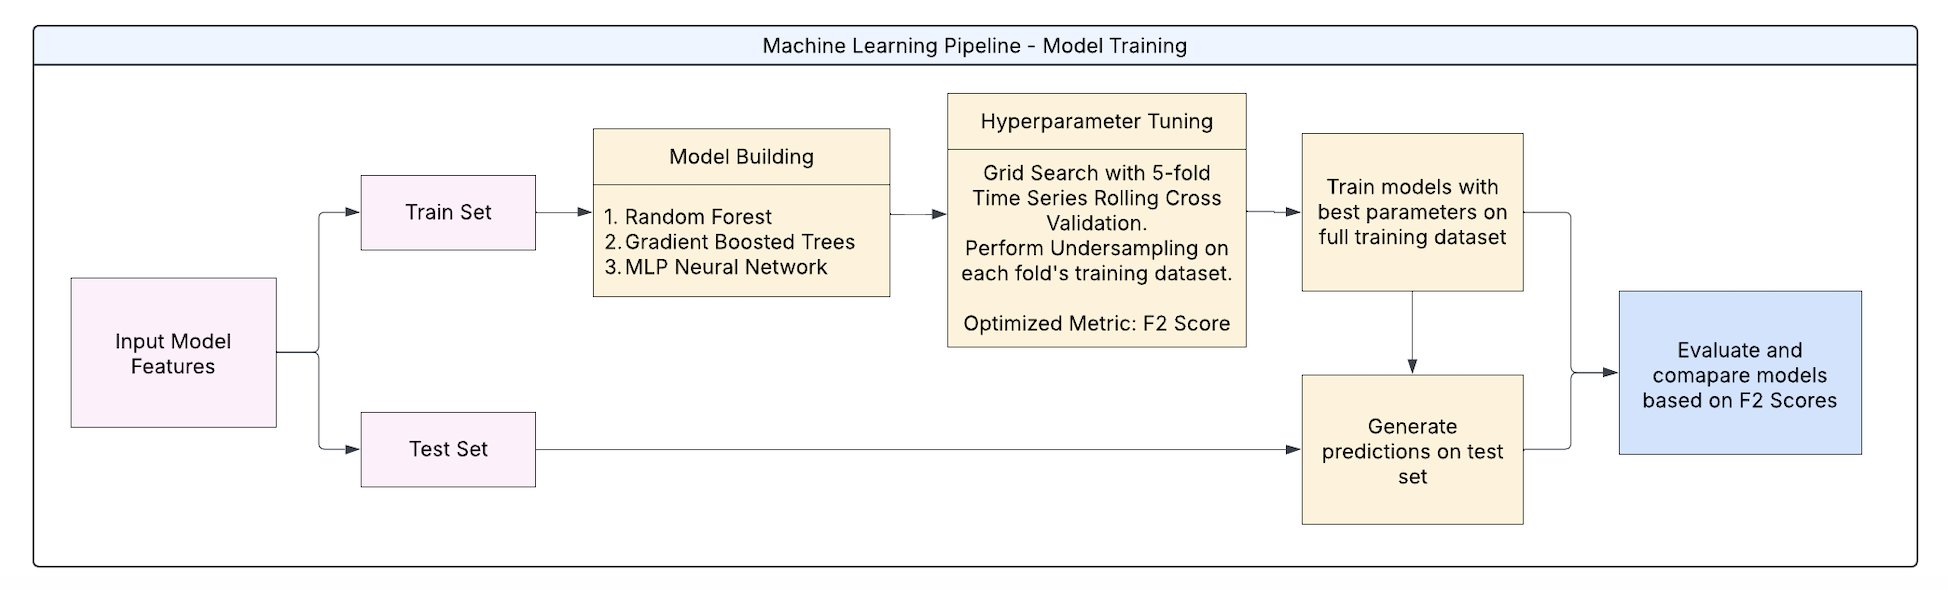 Machine Learning Pipeline - Model Training
Input Model
Features
Train Set
Test Set
Model Building
1. Random Forest
2. Gradient Boosted Trees
3. MLP Neural Network
Hyperparameter Tuning
Grid Search with 5-fold
Time Series Rolling Cross
Validation.
Perform Undersampling on
each fold's training dataset.
Optimized Metric: F2 Score
Train models with
best parameters on
full training dataset
Generate
predictions on test
set
Evaluate and
comapare models
based on F2 Scores